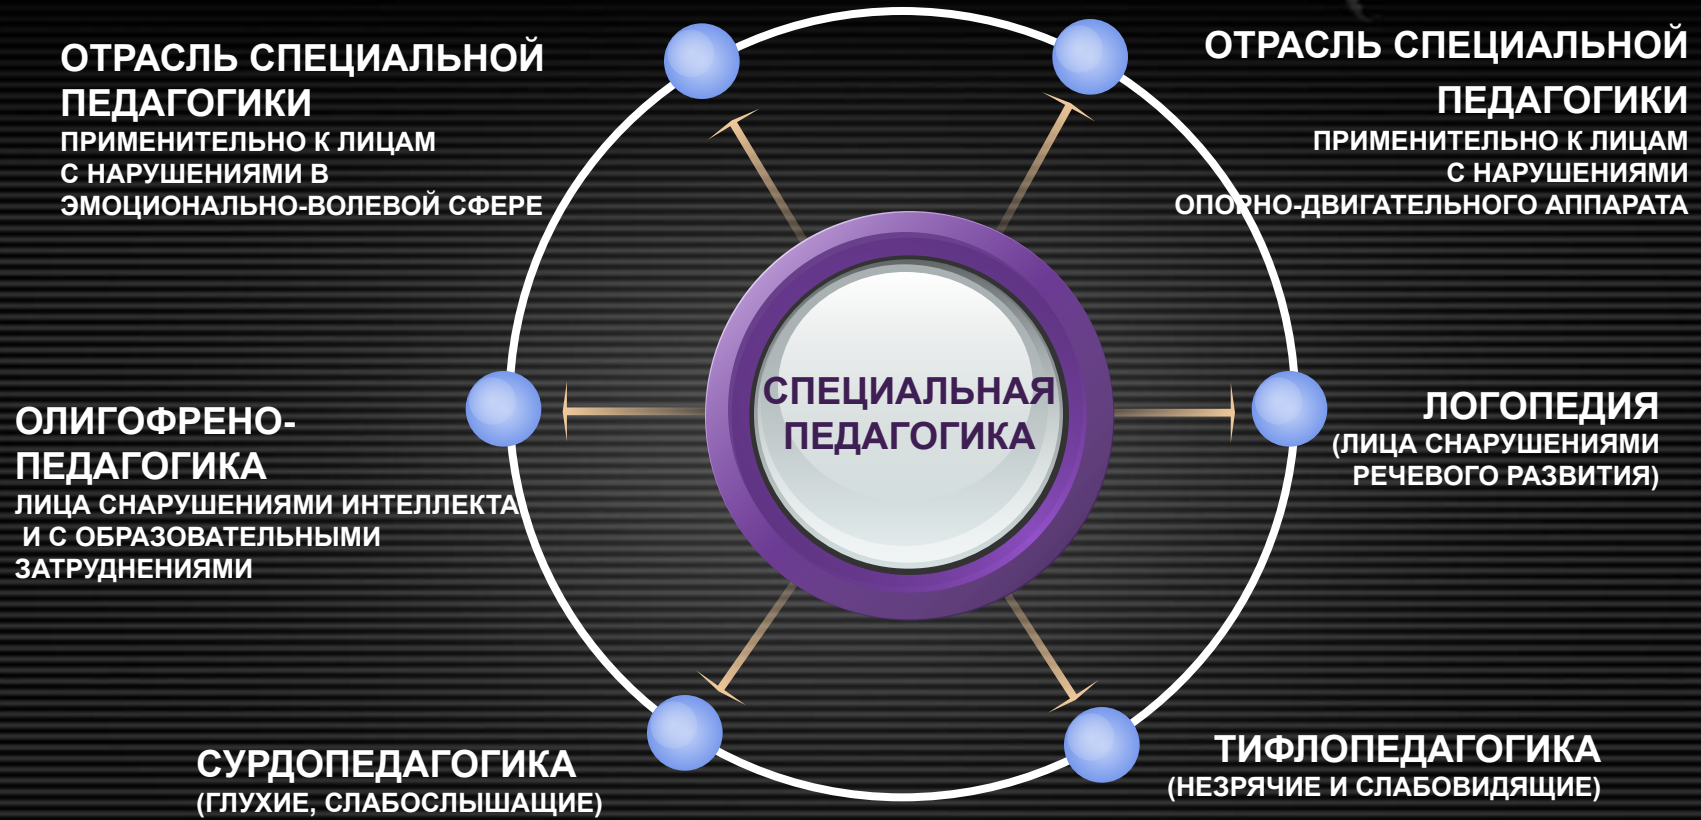 ОТРАСЛЬ СПЕЦИАЛЬНОЙ
ПЕДАГОГИКИ
ПРИМЕНИТЕЛЬНО К ЛИЦАМ
С НАРУШЕНИЯМИ В
ЭМОЦИОНАЛЬНО-ВОЛЕВОЙ СФЕРЕ
ОТРАСЛЬ СПЕЦИАЛЬНОЙ
ПЕДАГОГИКИ
ПРИМЕНИТЕЛЬНО К ЛИЦАМ
С НАРУШЕНИЯМИ
ОПОРНО-ДВИГАТЕЛЬНОГО АППАРАТА
СПЕЦИАЛЬНАЯ
ПЕДАГОГИКА
ОЛИГОФРЕНО-
ПЕДАГОГИКА
ЛИЦА СНАРУШЕНИЯМИ ИНТЕЛЛЕКТА
И С ОБРАЗОВАТЕЛЬНЫМИ
ЗАТРУДНЕНИЯМИ
ЛОГОПЕДИЯ
(ЛИЦА СНАРУШЕНИЯМИ
РЕЧЕВОГО РАЗВИТИЯ)
СУРДОПЕДАГОГИКА
(ГЛУХИЕ, СЛАБОСЛЫШАЩИЕ)
ТИФЛОПЕДАГОГИКА
(НЕЗРЯЧИЕ И СЛАБОВИДЯЩИЕ)